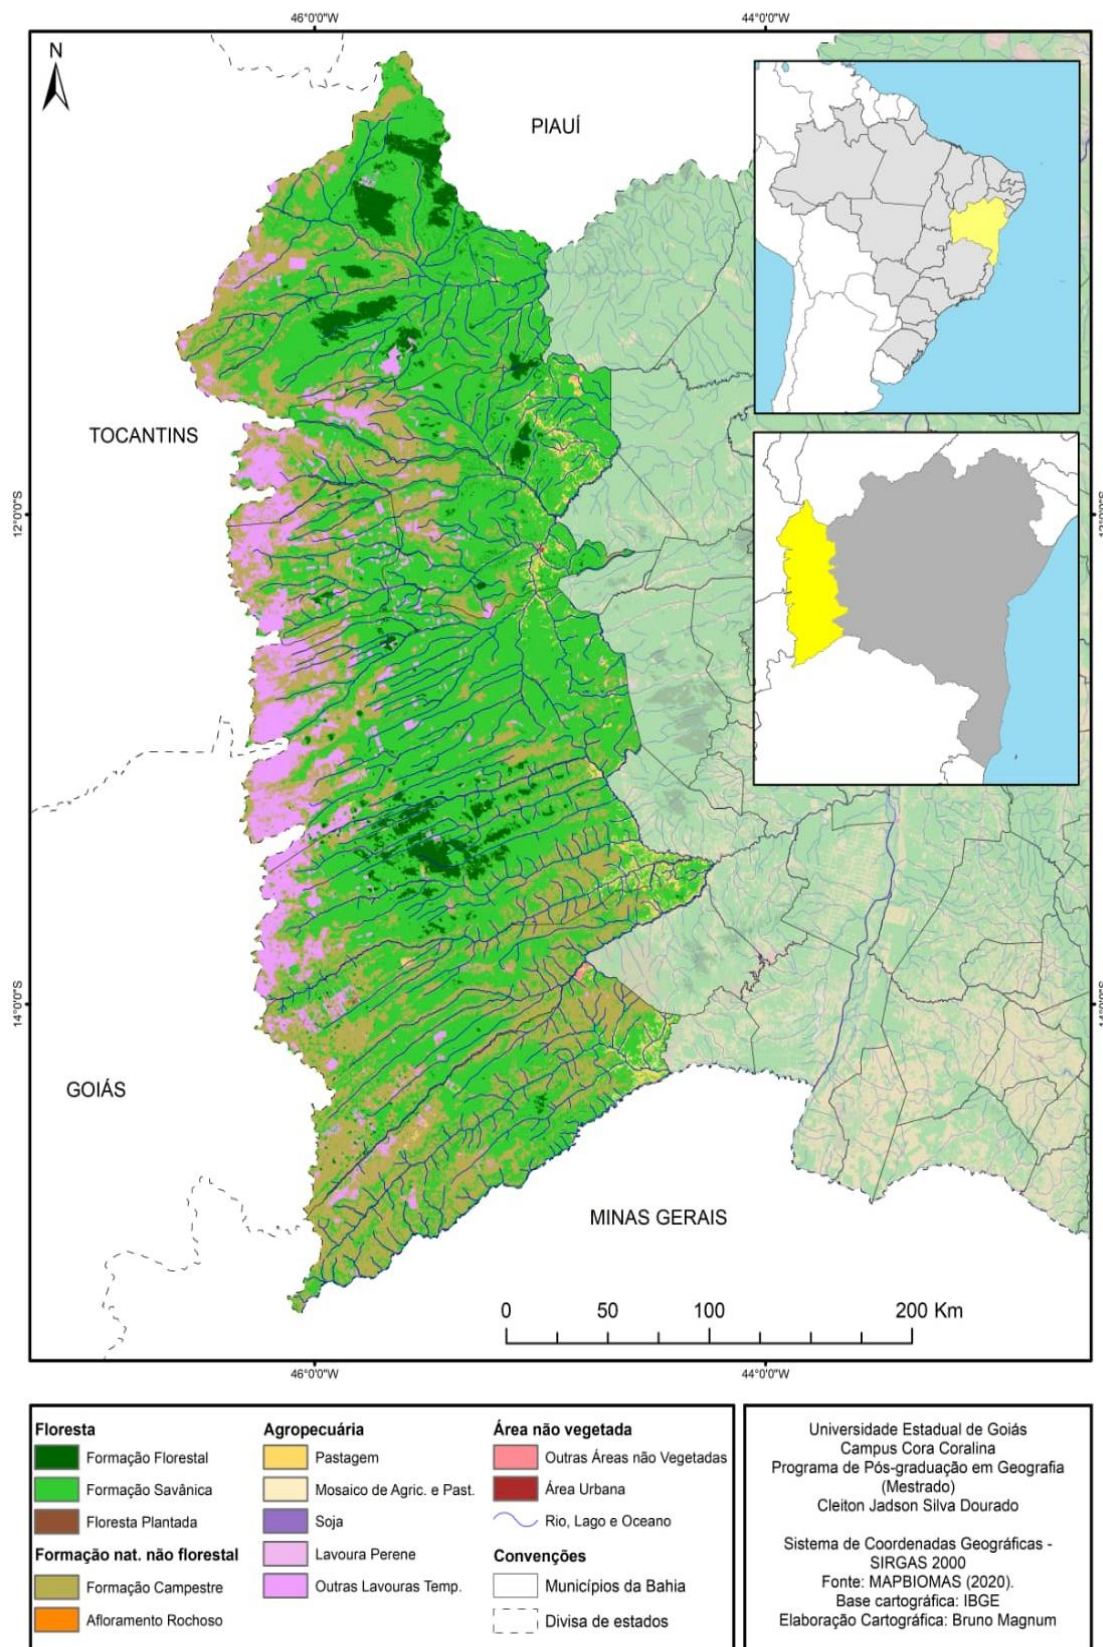 46°0'0"W
44°0'0"W
N
PIAUÍ
TOCANTINS
12°0'0"S
14°0'0"S
GOIÁS
MINAS GERAIS
0 50 100 200 Km
46°0'0"W
44°0'0"W
Floresta
Formação Florestal
Formação Savânica
Floresta Plantada
Formação nat. não florestal
Formação Campestre
Afloramento Rochoso
Agropecuária
Pastagem
Mosaico de Agric. e Past.
Soja
Lavoura Perene
Outras Lavouras Temp.
Área não vegetada
Outras Áreas não Vegetadas
Área Urbana
Rio, Lago e Oceano
Convenções
Municípios da Bahia
Divisa de estados
Universidade Estadual de Goiás
Campus Cora Coralina
Programa de Pós-graduação em Geografia
(Mestrado)
Cleiton Jadson Silva Dourado
Sistema de Coordenadas Geográficas -
SIRGAS 2000
Fonte: MAPBIOMAS (2020).
Base cartográfica: IBGE
Elaboração Cartográfica: Bruno Magnum